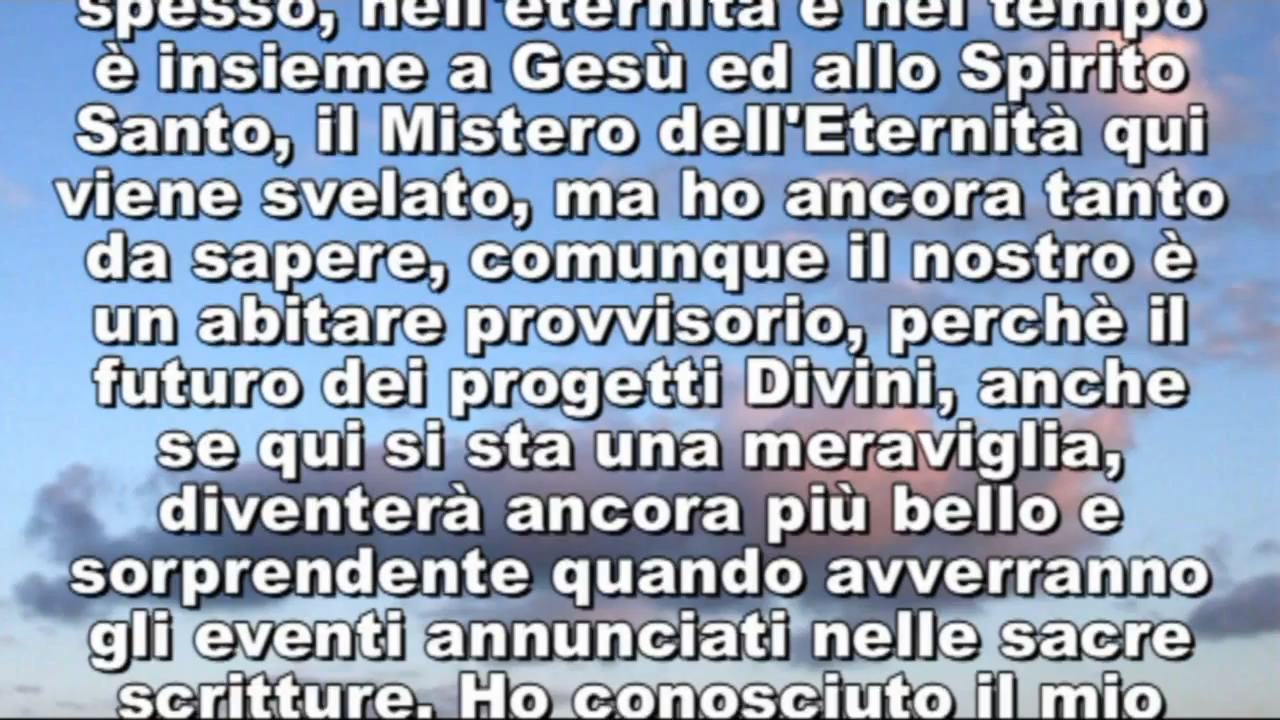 spesso, nell'eternità e nel tempo
è insieme a Gesù ed allo Spirito
Santo, il Mistero dell'Eternità qui
viene svelato, ma ho ancora tanto
da sapere, comunque il nostro è
un abitare provvisorio, perchè il
futuro dei progetti Divini, anche
se qui si sta una meraviglia,
diventerà ancora più bello e
sorprendente quando avverranno
gli eventi annunciati nelle sacre
scritture. Ho conosciuto il mio